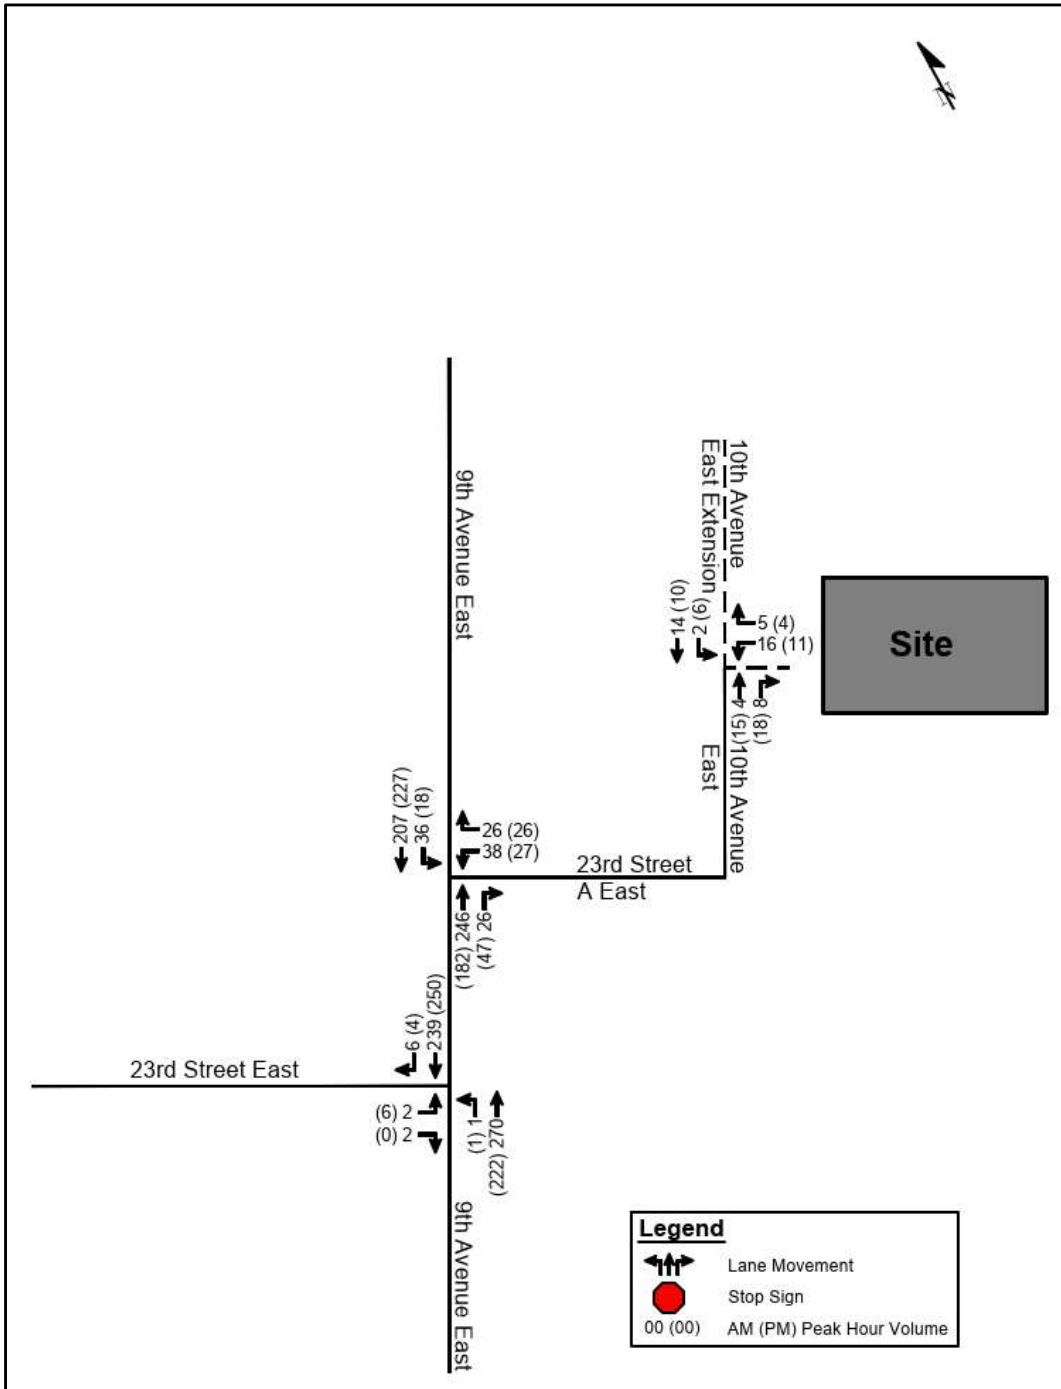 N
9th Avenue East
10th Avenue
East Extension
14 (10)
2 (6)
5 (4)
16 (11)
Site
4 (15)
8 (18)
10th Avenue
East
207 (227)
36 (18)
26 (26)
38 (27)
23rd Street
A East
(182) 246
(47) 26
6 (4)
239 (250)
23rd Street East
(6) 2
(0) 2
1 (1)
(222) 270
9th Avenue East
Legend
Lane Movement
Stop Sign
00 (00) AM (PM) Peak Hour Volume